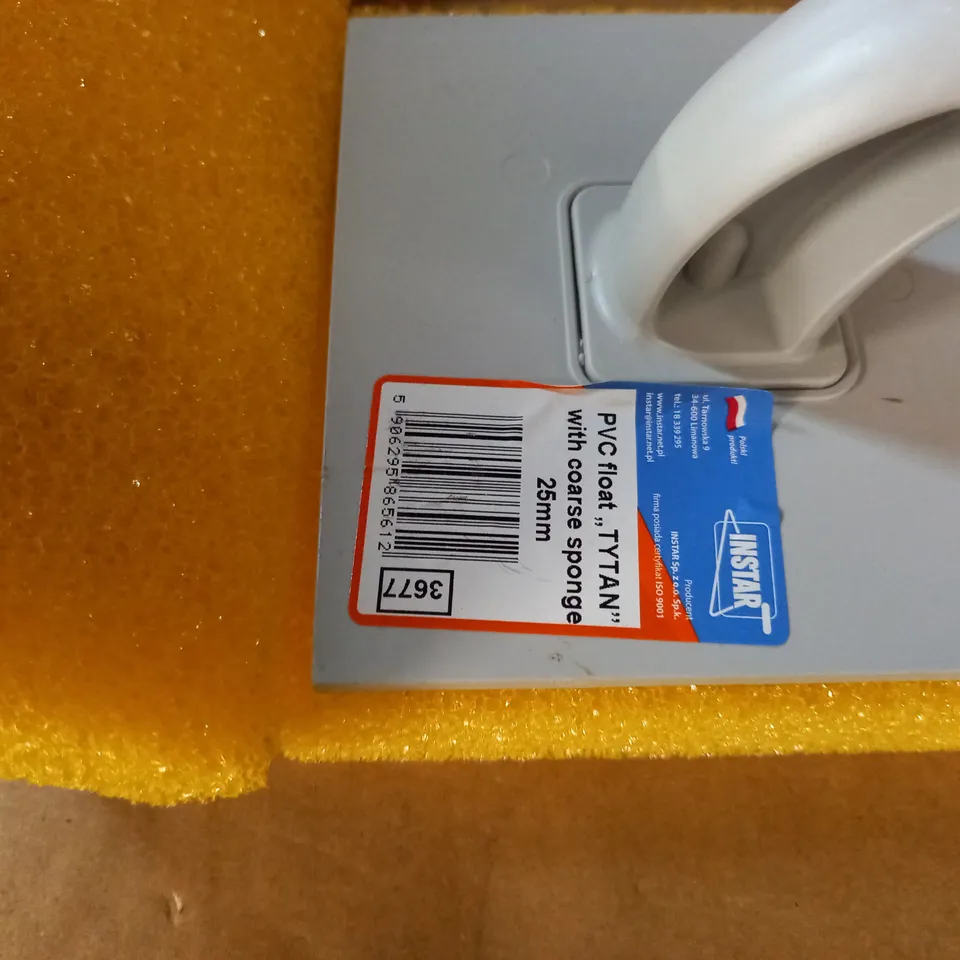 INSTAR
Polski
produkt!
ul. Tarnowska 9
34-600 Limanowa
tel.: 18 339 295
www.instar.net.pl
instar@instar.net.pl
Producent
INSTAR Sp. z o.o. Sp.k.
firma posiada certyfikat ISO 9001
PVC float „TYTAN”
with coarse sponge
25mm
5 906295 865612
3677